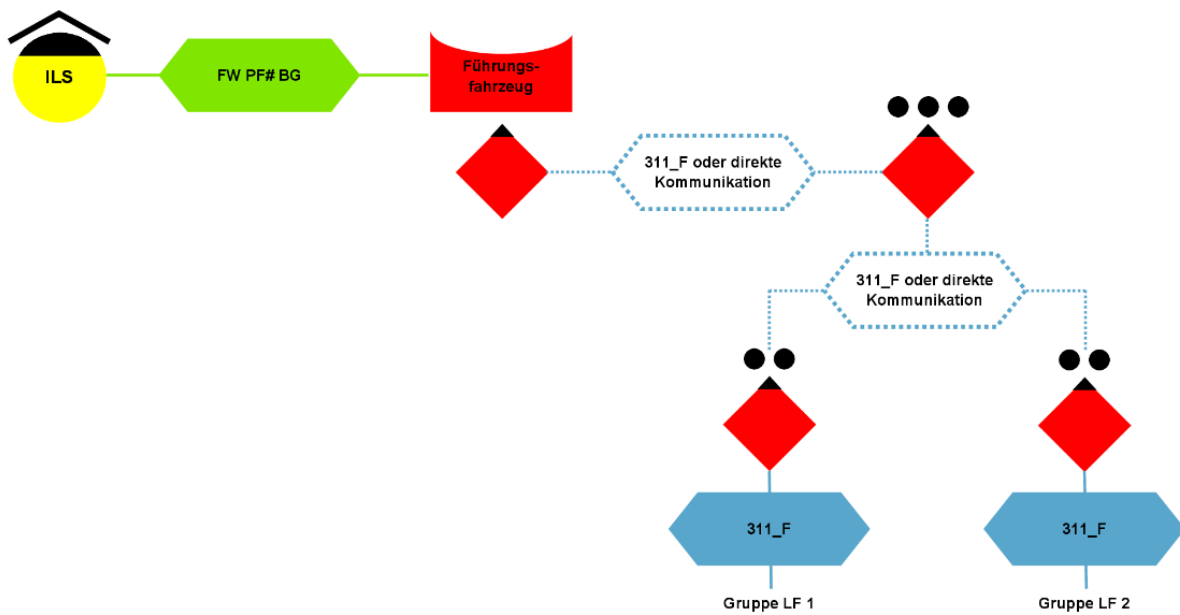 ILS
FW PF# BG
Führungs-
fahrzeug
311_F oder direkte
Kommunikation
311_F oder direkte
Kommunikation
311_F
311_F
Gruppe LF 1
Gruppe LF 2